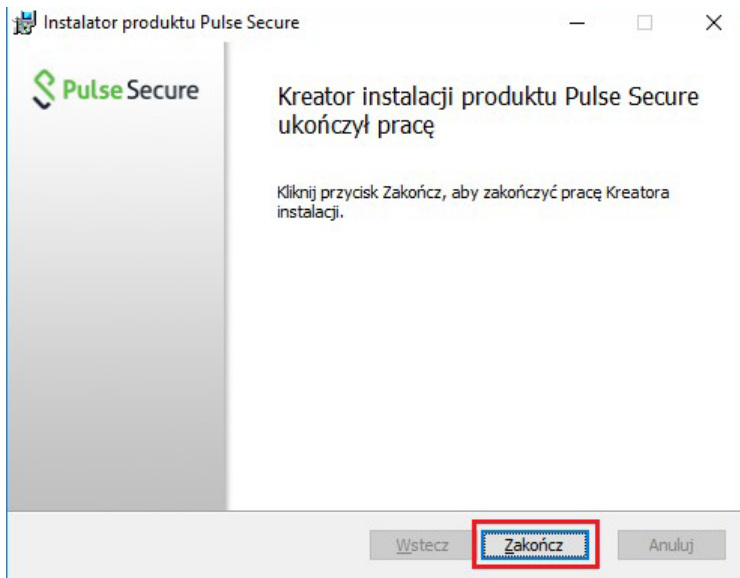 Instalator produktu Pulse Secure
Pulse Secure
Kreator instalacji produktu Pulse Secure
ukończył pracę
Kliknij przycisk Zakończ, aby zakończyć pracę Kreatora
instalacji.
Wstecz Zakończ Anuluj